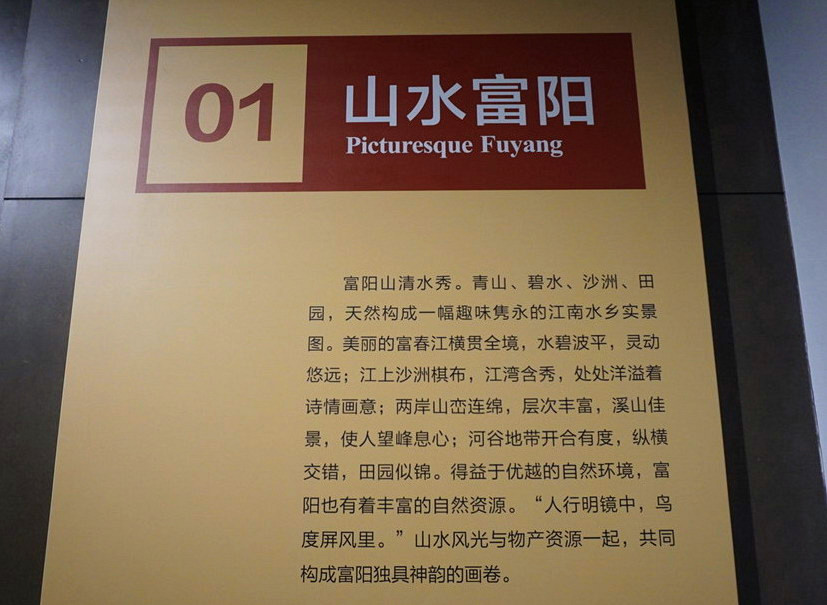 01
山水富阳
Picturesque Fuyang
富阳山清水秀。青山、碧水、沙洲、田
园，天然构成一幅趣味隽永的江南水乡实景
图。美丽的富春江横贯全境，水碧波平，灵动
悠远；江上沙洲棋布，江湾含秀，处处洋溢着
诗情画意；两岸山峦连绵，层次丰富，溪山佳
景，使人望峰息心；河谷地带开合有度，纵横
交错，田园似锦。得益于优越的自然环境，富
阳也有着丰富的自然资源。“人行明镜中，鸟
度屏风里。”山水风光与物产资源一起，共同
构成富阳独具神韵的画卷。